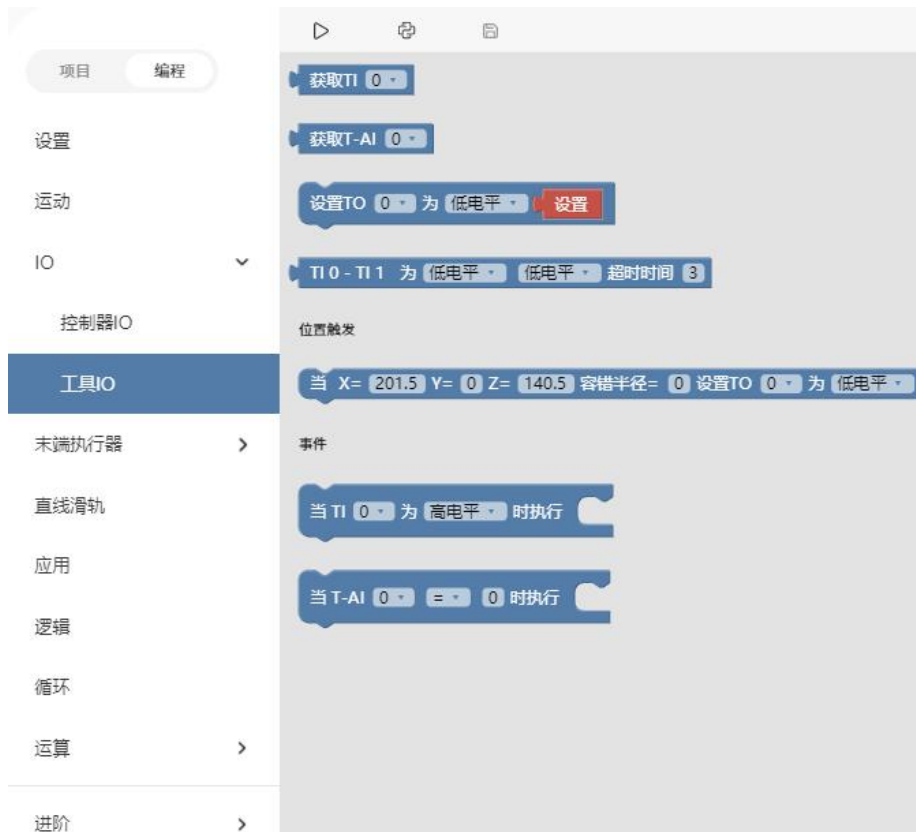 项目 编程
设置
运动
IO
控制器IO
工具IO
末端执行器
直线滑轨
应用
逻辑
循环
运算
进阶
获取TI 0
获取T-AI 0
设置TO 0 为 低电平 设置
TI 0 - TI 1 为 低电平 低电平 超时时间 3
位置触发
当 X= 201.5 Y= 0 Z= 140.5 容错半径= 0 设置TO 0 为 低电平
事件
当 TI 0 为 高电平 时执行
当 T-AI 0 = 0 时执行